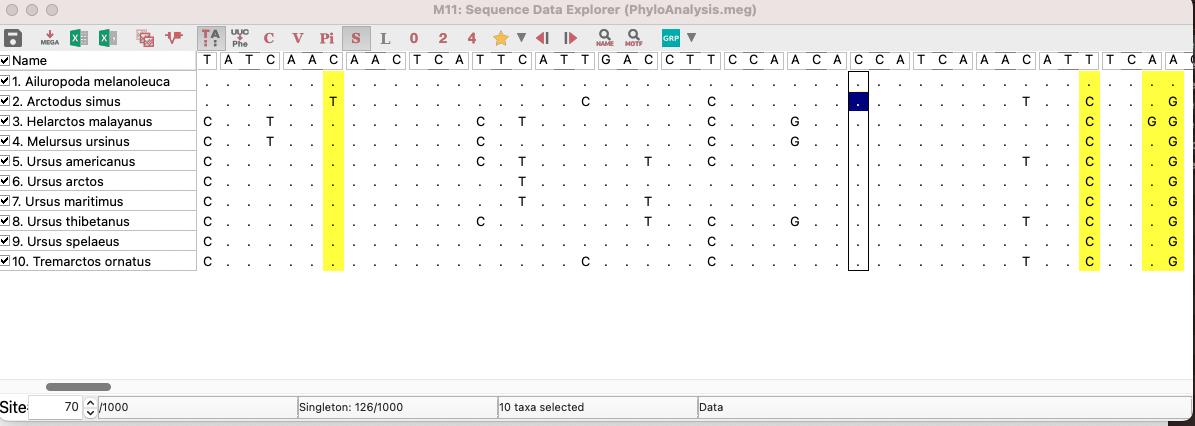 M11: Sequence Data Explorer (PhyloAnalysis.meg)
MEGA TA UUC Phe C V Pi S L 0 2 4 NAME MOTF GRP
Name T A T C A A C A A C T C A T T C A T T G A C C T T C C A A C A C C A T C A A A C A T T T C A A
1. Ailuropoda melanoleuca . . . . . . . . . . . . . . . . . . . . . . . . . . . . . . . . . . . . . . . . . . . . . . .
2. Arctodus simus . . . . . . T . . . . . . . . . . . C . . . . . C . . . . . . . . . . . . . . T . . C . . . G
3. Helarctos malayanus C . . T . . . . . . . . . C . T . . . . . . . . C . . . G . . . . . . . . . . . . . C . . G G
4. Melursus ursinus C . . T . . . . . . . . . C . . . . . . . . . . C . . . G . . . . . . . . . . . . . C . . . G
5. Ursus americanus C . . . . . . . . . . . . C . T . . . . . T . . C . . . . . . . . . . . . . . T . . C . . . G
6. Ursus arctos C . . . . . . . . . . . . . . T . . . . . . . . . . . . . . . . . . . . . . . . . . C . . . G
7. Ursus maritimus C . . . . . . . . . . . . . . T . . . . . T . . . . . . . . . . . . . . . . . . . . C . . . G
8. Ursus thibetanus C . . . . . . . . . . . . C . . . . . . . T . . C . . . G . . . . . . . . . . T . . C . . . G
9. Ursus spelaeus C . . . . . . . . . . . . . . . . . . . . . . . C . . . . . . . . . . . . . . . . . C . . . G
10. Tremarctos ornatus C . . . . . . . . . . . . . . . . . C . . . . . C . . . . . . . . . . . . . . T . . C . . . G
Site 70 /1000 Singleton: 126/1000 10 taxa selected Data